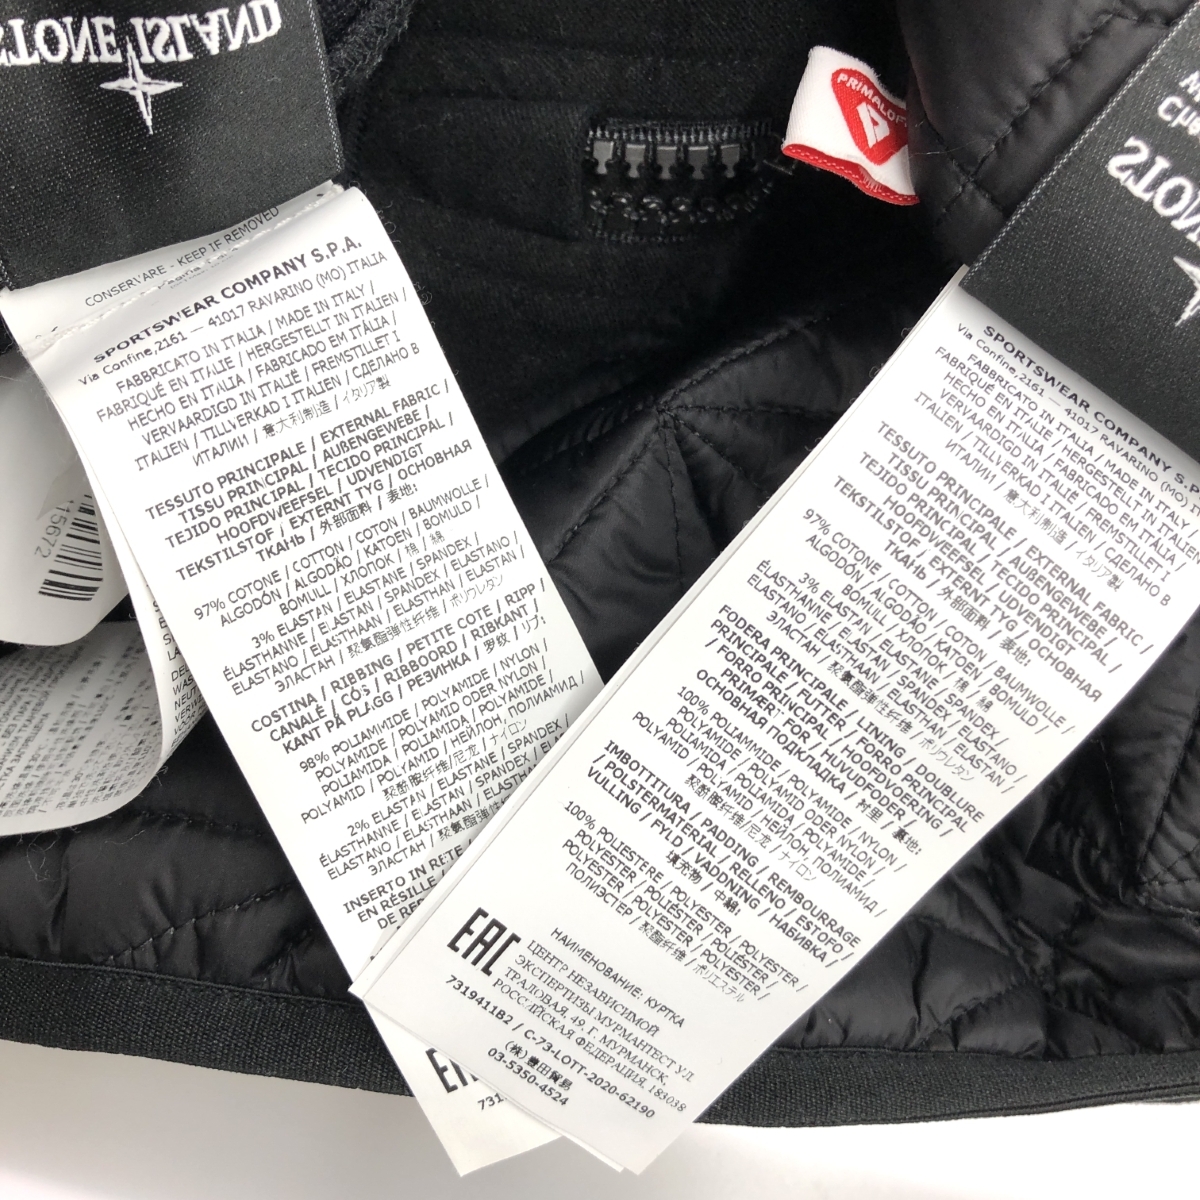 STONE ISLAND
CONSERVARE - KEEP IF REMOVED
SPORTSWEAR COMPANY S.P.A.
Via Confine,2161 — 41017 RAVARINO (MO) ITALIA
FABBRICATO IN ITALIA / MADE IN ITALY /
FABRIQUÉ EN ITALIE / HERGESTELLT IN ITALIEN /
HECHO EN ITALIA / FABRICADO EM ITÁLIA /
VERVAARDIGD IN ITALIË / FREMSTILLET I
ITALIEN / TILLVERKAD I ITALIEN / СДЕЛАНО В
ИТАЛИИ / 意大利制造 / イタリア製
TESSUTO PRINCIPALE / EXTERNAL FABRIC /
TISSU PRINCIPAL / AUßENGEWEBE /
TEJIDO PRINCIPAL / TECIDO PRINCIPAL /
HOOFDWEEFSEL / UDVENDIGT
TEKSTILSTOF / EXTERNT TYG / ОСНОВНАЯ
ТКАНЬ / 外部面料 / 表地:
97% COTONE / COTTON / COTON / BAUMWOLLE /
ALGODÓN / ALGODÃO / KATOEN / BOMULD /
BOMULL / ХЛОПОК / 棉 / 綿
3% ELASTAN / ELASTANE / SPANDEX /
ÉLASTHANNE / ELASTAN / SPANDEX / ELASTANO /
ELASTANO / ELASTHAAN / ELASTHAN / ELASTAN /
ЭЛАСТАН / 聚氨酯弹性纤维 / ポリウレタン
COSTINA / RIBBING / PETITE COTE / RIPP
CANALÉ / CÓS / RIBBOORD / RIBKANT /
KANT PÅ PLAGG / РЕЗИНКА / 罗纹 / リブ:
98% POLIAMMIDE / POLYAMIDE / NYLON /
POLYAMIDE / POLYAMID ODER NYLON /
POLIAMIDA / POLIAMIDA / POLYAMIDE /
POLYAMID / POLYAMID / НЕЙЛОН, ПОЛИАМИД /
聚酰胺纤维/尼龙 / ナイロン
2% ELASTAN / ELASTANE / SPANDEX /
ÉLASTHANNE / ELASTAN / SPANDEX
ELASTANO / ELASTHAAN
ЭЛАСТАН / 聚氨酯弹
INSERTO IN RETE
EN RÉSILLE
15672
PRIMALOFT
STONE
SPORTSWEAR COMPANY S.P
Via Confine,2161 — 41017 RAVARINO (MO)
FABBRICATO IN ITALIA / MADE IN ITALY
FABRIQUÉ EN ITALIE / HERGESTELLT
HECHO EN ITALIA / FABRICADO EM ITÁLIA
VERVAARDIGD IN ITALIË / FREMSTILLET I
ITALIEN / TILLVERKAD I ITALIEN / СДЕЛАНО В
ИТАЛИИ / 意大利制造 / イタリア製
TESSUTO PRINCIPALE / EXTERNAL FABRIC /
TISSU PRINCIPAL / AUßENGEWEBE /
TEJIDO PRINCIPAL / TECIDO PRINCIPAL /
HOOFDWEEFSEL / UDVENDIGT
TEKSTILSTOF / EXTERNT TYG / ОСНОВНАЯ
ТКАНЬ / 外部面料 / 表地:
97% COTONE / COTTON / COTON / BAUMWOLLE /
ALGODÓN / ALGODÃO / KATOEN / BOMULD /
BOMULL / ХЛОПОК / 棉 / 綿
3% ELASTAN / ELASTANE / SPANDEX /
ÉLASTHANNE / ELASTAN / SPANDEX / ELASTANO /
ELASTANO / ELASTHAAN / ELASTHAN / ELASTAN /
ЭЛАСТАН / 聚氨酯弹性纤维 / ポリウレタン
FODERA PRINCIPALE / LINING / DOUBLURE
PRINCIPALE / FUTTER / FORRO PRINCIPAL
/ FORRO PRINCIPAL / HOOFDVOERING /
PRIMÆRT FOR / HUVUDFODER /
ОСНОВНАЯ ПОДКЛАДКА / 衬里 / 裏地:
100% POLIAMMIDE / POLYAMIDE / NYLON /
POLYAMIDE / POLYAMID ODER NYLON /
POLIAMIDA / POLIAMIDA / POLYAMIDE /
POLYAMID / POLYAMID / НЕЙЛОН, ПОЛИАМИД /
聚酰胺纤维/尼龙 / ナイロン
IMBOTTITURA / PADDING / REMBOURRAGE
/ POLSTERMATERIAL / RELLENO / ESTOFO /
VULLING / FYLD / VADDNING / НАБИВКА /
填充物 / 中綿:
100% POLIESTERE / POLYESTER / POLYESTER /
POLYESTER / POLIÉSTER / POLIÉSTER /
POLYESTER / POLYESTER / POLYESTER /
ПОЛИЭСТЕР / 聚酯纤维 / ポリエステル
EAC
НАИМЕНОВАНИЕ: КУРТКА
ЦЕНТР НЕЗАВИСИМОЙ
ЭКСПЕРТИЗЫ МУРМАНТЕСТ УЛ.
ТРАЛОВАЯ, 49, Г. МУРМАНСК,
РОССИЙСКАЯ ФЕДЕРАЦИЯ, 183038
7319411B2 / C-73-LOTT-2020-62190
(株)豊田貿易
03-5350-4524
731